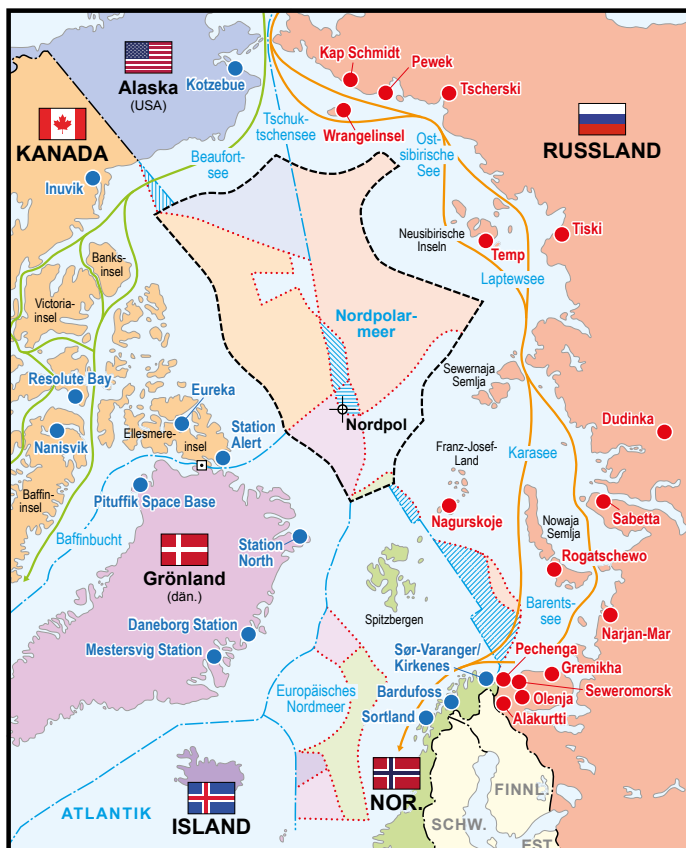 Kap Schmidt
Pewek
Alaska
(USA)
Kotzebue
Tscherski
Wrangelinsel
Tschuk-
tschensee
Ost-
sibirische
See
KANADA
RUSSLAND
Beaufort-
see
Inuvik
Neusibirische
Inseln
Temp
Tiski
Banks-
insel
Laptewsee
Victoria-
insel
Nordpolar-
meer
Resolute Bay
Eureka
Sewernaja
Semlja
Nordpol
Dudinka
Nanisvik
Ellesmere-
insel
Station
Alert
Franz-Josef-
Land
Karasee
Baffin-
insel
Pituffik Space Base
Nagurskoje
Sabetta
Nowaja
Semlja
Baffinbucht
Station
North
Rogatschewo
Grönland
(dän.)
Spitzbergen
Barents-
see
Narjan-Mar
Daneborg Station
Mestersvig Station
Sør-Varanger/
Kirkenes
Pechenga
Gremikha
Europäisches
Nordmeer
Bardufoss
Seweromorsk
Sortland
Olenja
Alakurtti
ATLANTIK
ISLAND
NOR.
FINNL.
SCHW.
EST.